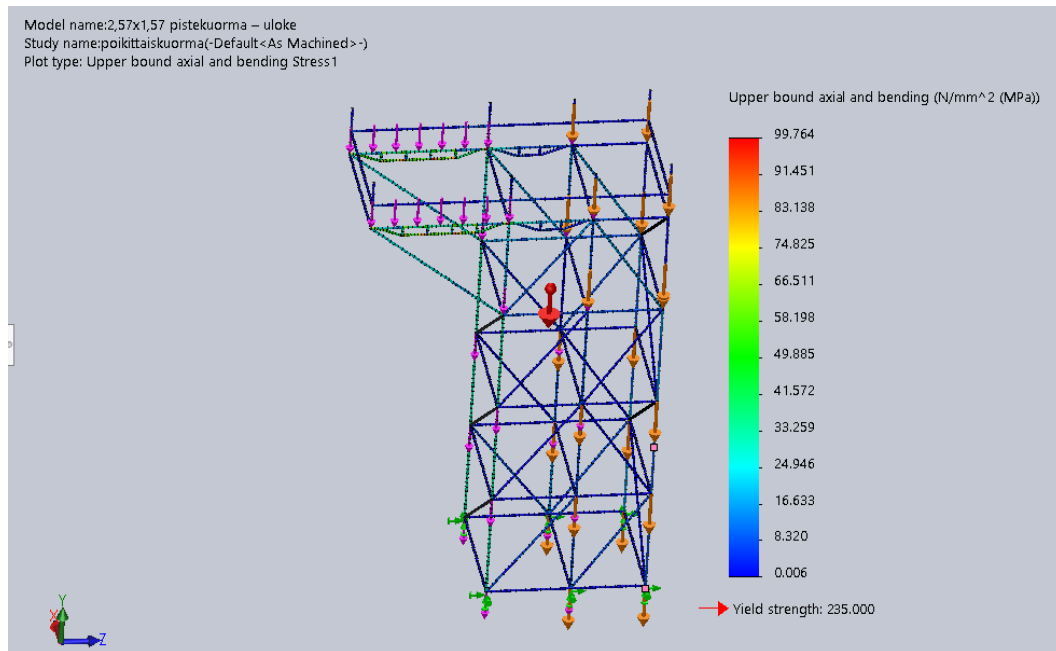 Model name:2,57x1,57 pistekuorma – uloke
Study name:poikittaiskuorma(-Default<As Machined>-)
Plot type: Upper bound axial and bending Stress1
Upper bound axial and bending (N/mm^2 (MPa))
99.764
91.451
83.138
74.825
66.511
58.198
49.885
41.572
33.259
24.946
16.633
8.320
0.006
Yield strength: 235.000
Y
X
Z